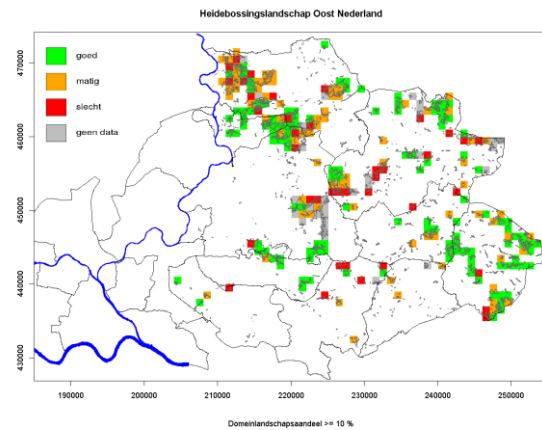 Heidebossingslandschap Oost Nederland
goed
matig
slecht
geen data
470000
460000
450000
440000
430000
190000 200000 210000 220000 230000 240000 250000
Domeinlandschapsaandeel >= 10 %